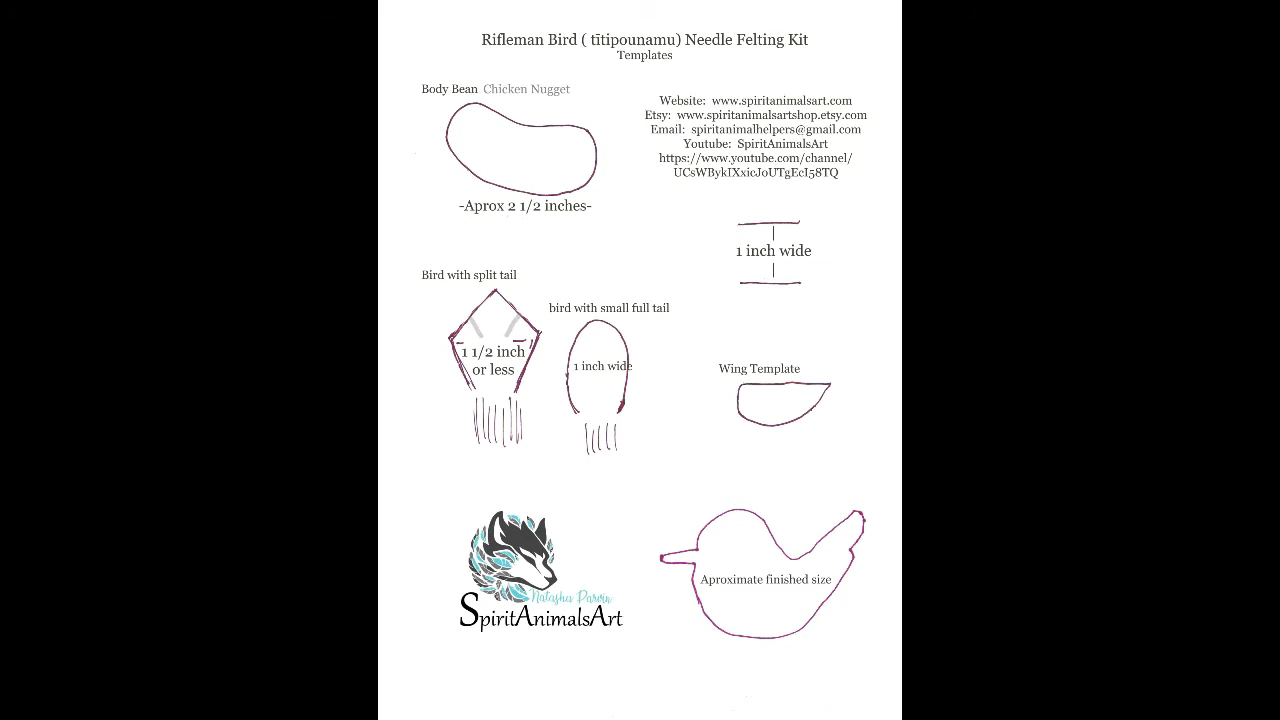 Rifleman Bird ( tītipounamu) Needle Felting Kit
Templates
Body Bean Chicken Nugget
-Aprox 2 1/2 inches-
Website: www.spiritanimalsart.com
Etsy: www.spiritanimalsartshop.etsy.com
Email: spiritanimalhelpers@gmail.com
Youtube: SpiritAnimalsArt
https://www.youtube.com/channel/
UCsWBykIXxicJoUTgEcI58TQ
1 inch wide
Bird with split tail
1 1/2 inch
or less
bird with small full tail
1 inch wide
Wing Template
Natasha Parvin
SpiritAnimalsArt
Aproximate finished size